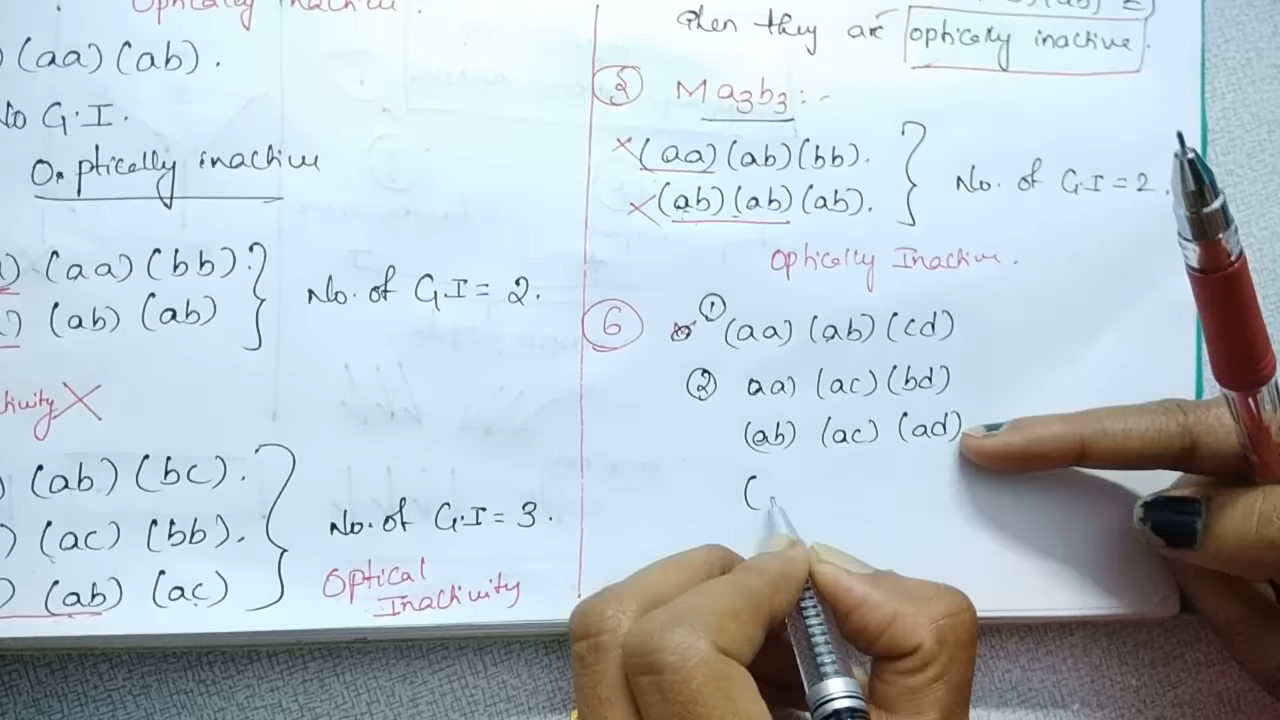 Optically inactive.
(aa) (ab).
No G.I.
Optically inactive
(aa) (bb).
(ab) (ab)
No. of G.I = 2.
X
(ab) (bc).
(ac) (bb).
(ab) (ac)
No. of G.I = 3.
Optical
Inactivity
then they are optically inactive.
5 Ma3b3:-
x (aa) (ab) (bb).
x (ab) (ab) (ab).
No. of G.I = 2.
Optically Inactive.
6 1 (aa) (ab) (cd)
2 aa) (ac) (bd)
(ab) (ac) (ad)
(